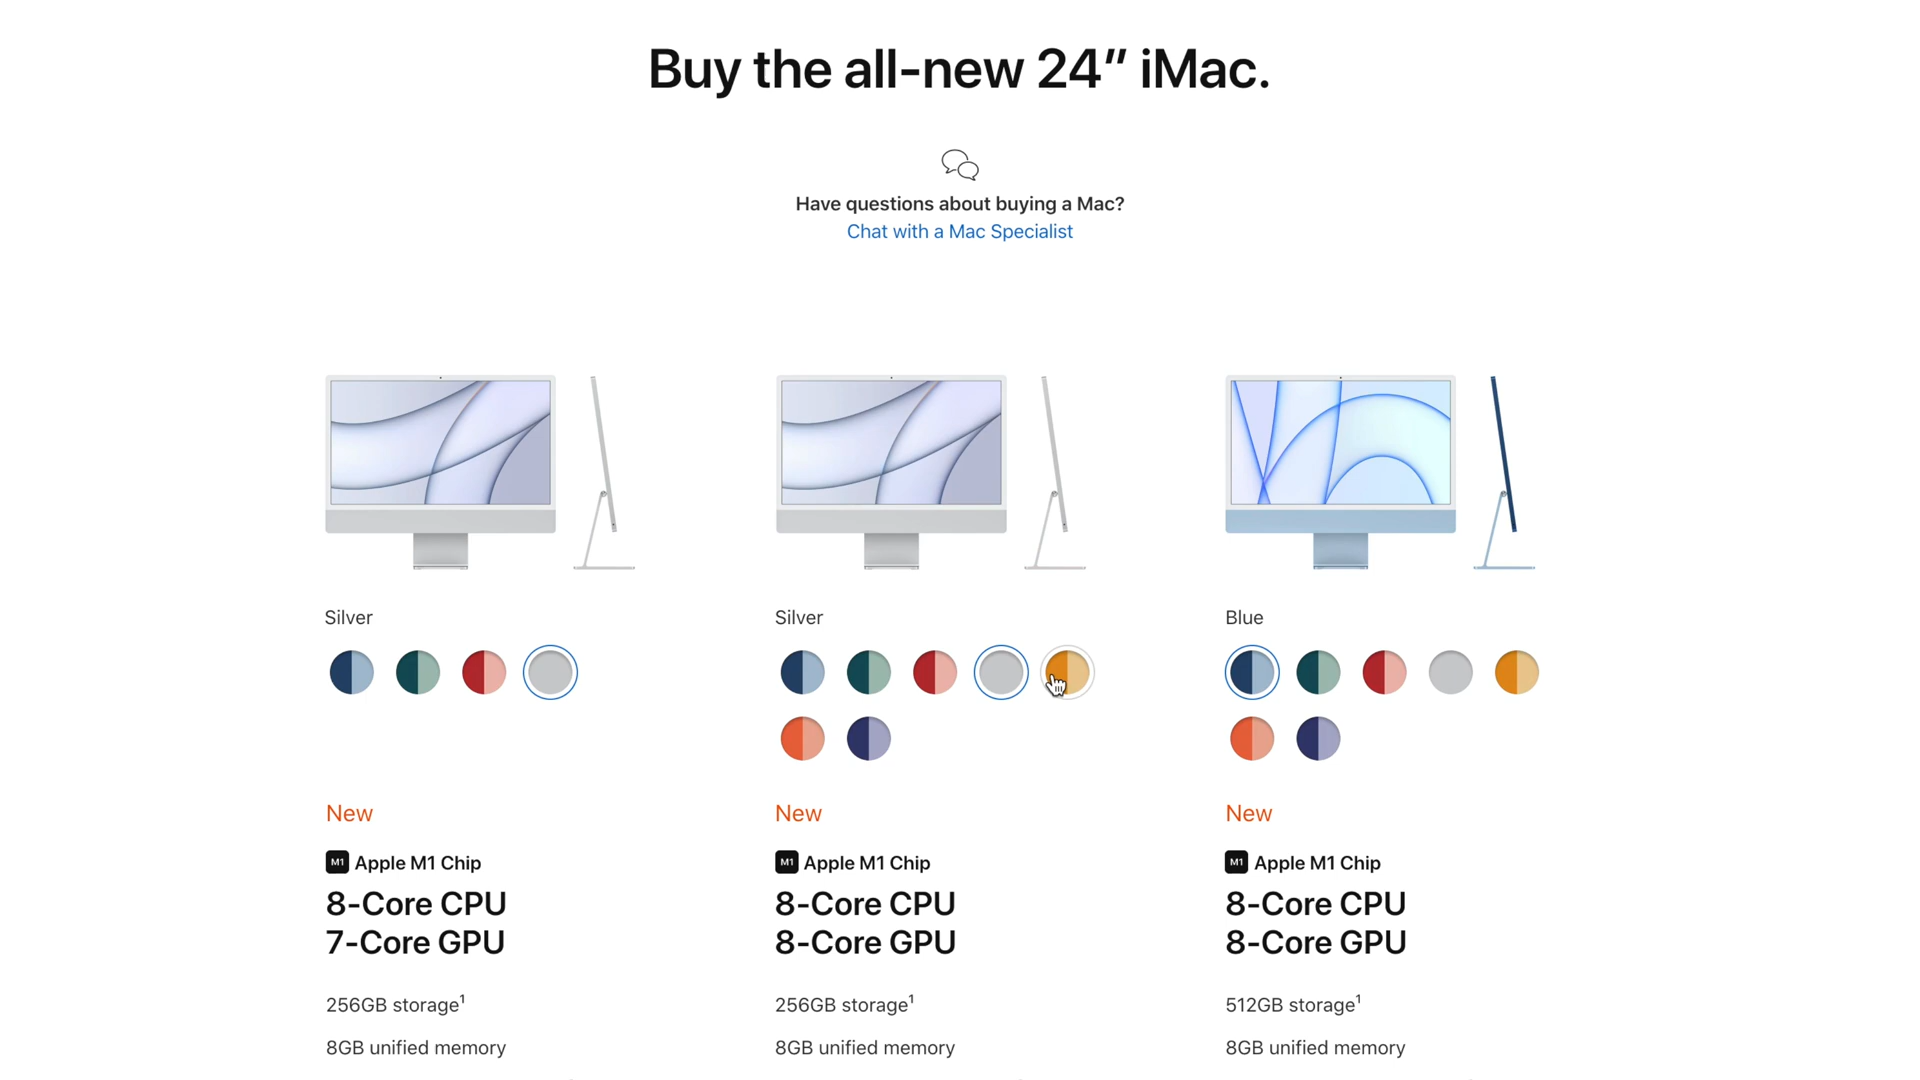 Buy the all-new 24″ iMac.
Have questions about buying a Mac?
Chat with a Mac Specialist
Silver
Silver
Blue
New
New
New
M1 Apple M1 Chip
M1 Apple M1 Chip
M1 Apple M1 Chip
8-Core CPU
7-Core GPU
8-Core CPU
8-Core GPU
8-Core CPU
8-Core GPU
256GB storage¹
256GB storage¹
512GB storage¹
8GB unified memory
8GB unified memory
8GB unified memory